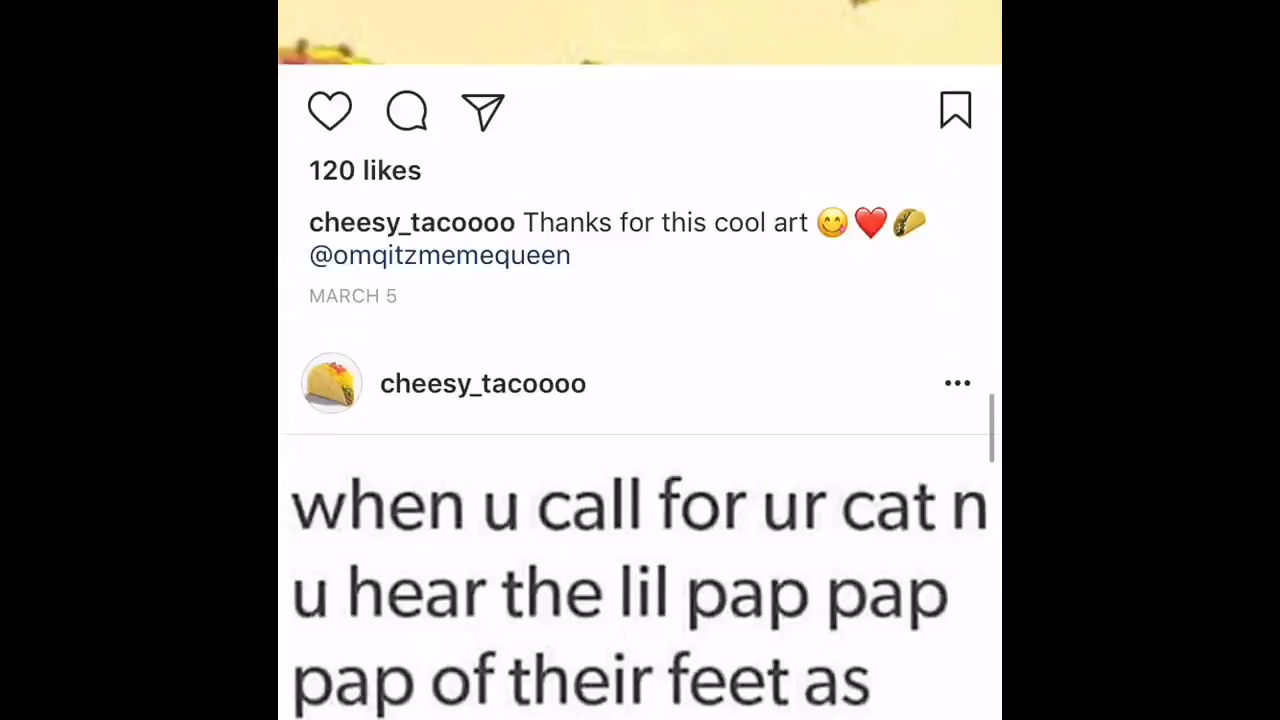 120 likes
cheesy_tacoooo Thanks for this cool art 😋❤️🌮
@omqitzmemequeen
MARCH 5
cheesy_tacoooo
when u call for ur cat n
u hear the lil pap pap
pap of their feet as